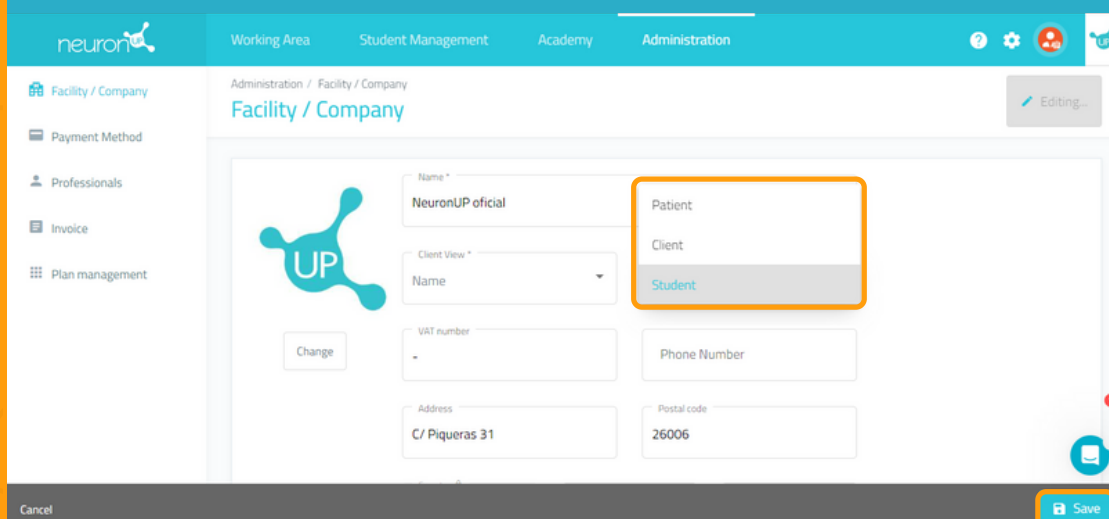 neuronUP
Working Area
Student Management
Academy
Administration
?
UP
Facility / Company
Payment Method
Professionals
Invoice
Plan management
Administration / Facility / Company
Facility / Company
Editing...
UP
Change
Name *
NeuronUP oficial
Patient
Client
Student
Client View *
Name
VAT number
-
Phone Number
Address
C/ Piqueras 31
Postal code
26006
Cancel
Save